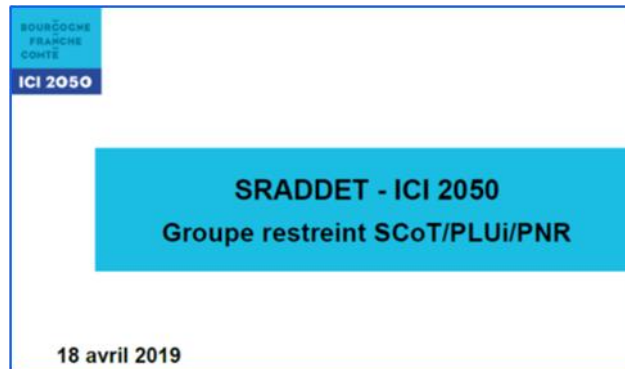 BOURGOGNE
FRANCHE
COMTÉ
ICI 2050
SRADDET - ICI 2050
Groupe restreint SCoT/PLUi/PNR
18 avril 2019